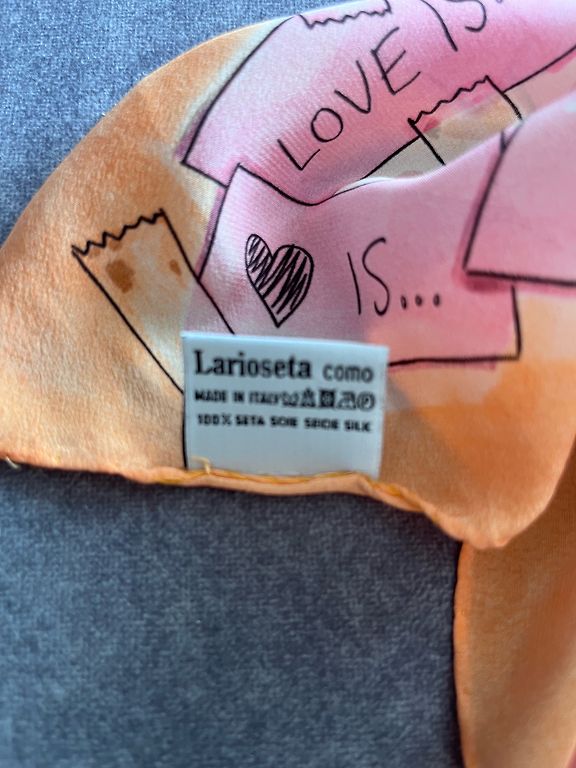 LOVE IS
IS...
Larioseta como
MADE IN ITALY
100% SETA SOIE SEIDE SILK